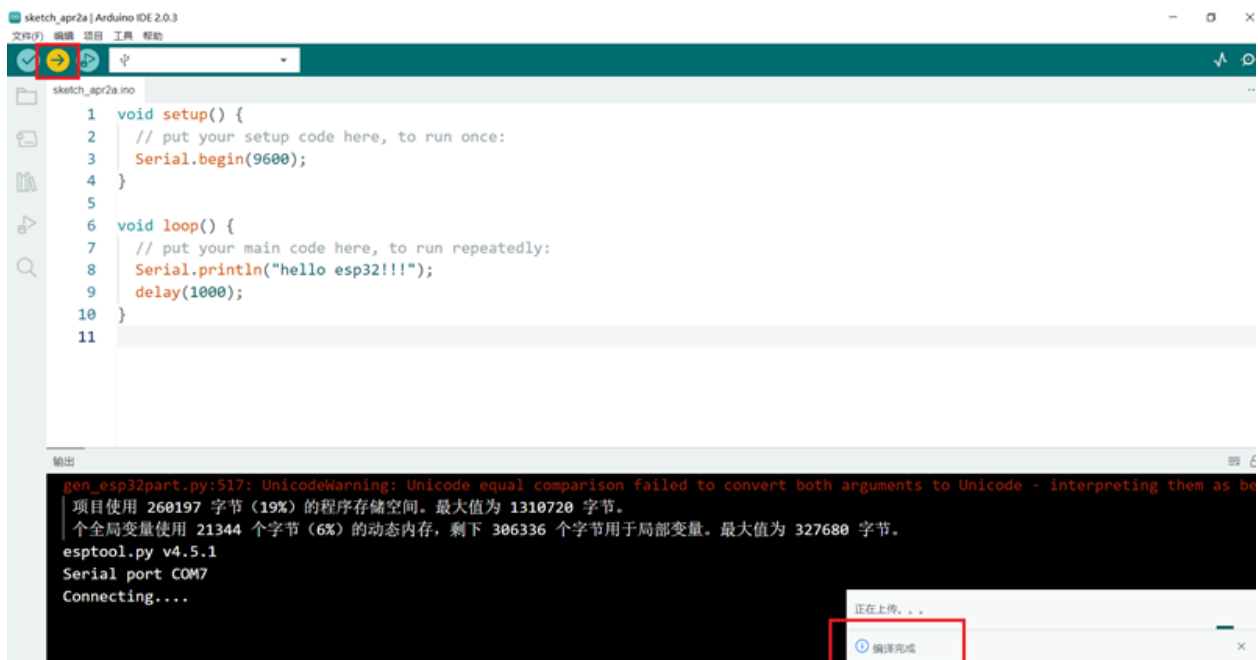 sketch_apr2a | Arduino IDE 2.0.3
文件(F) 编辑 项目 工具 帮助
sketch_apr2a.ino
1 void setup() {
2 // put your setup code here, to run once:
3 Serial.begin(9600);
4 }
5
6 void loop() {
7 // put your main code here, to run repeatedly:
8 Serial.println("hello esp32!!!");
9 delay(1000);
10 }
11
输出
gen_esp32part.py:517: UnicodeWarning: Unicode equal comparison failed to convert both arguments to Unicode - interpreting them as be
项目使用 260197 字节 (19%) 的程序存储空间。最大值为 1310720 字节。
个全局变量使用 21344 个字节 (6%) 的动态内存，剩下 306336 个字节用于局部变量。最大值为 327680 字节。
esptool.py v4.5.1
Serial port COM7
Connecting....
正在上传. . .
编译完成